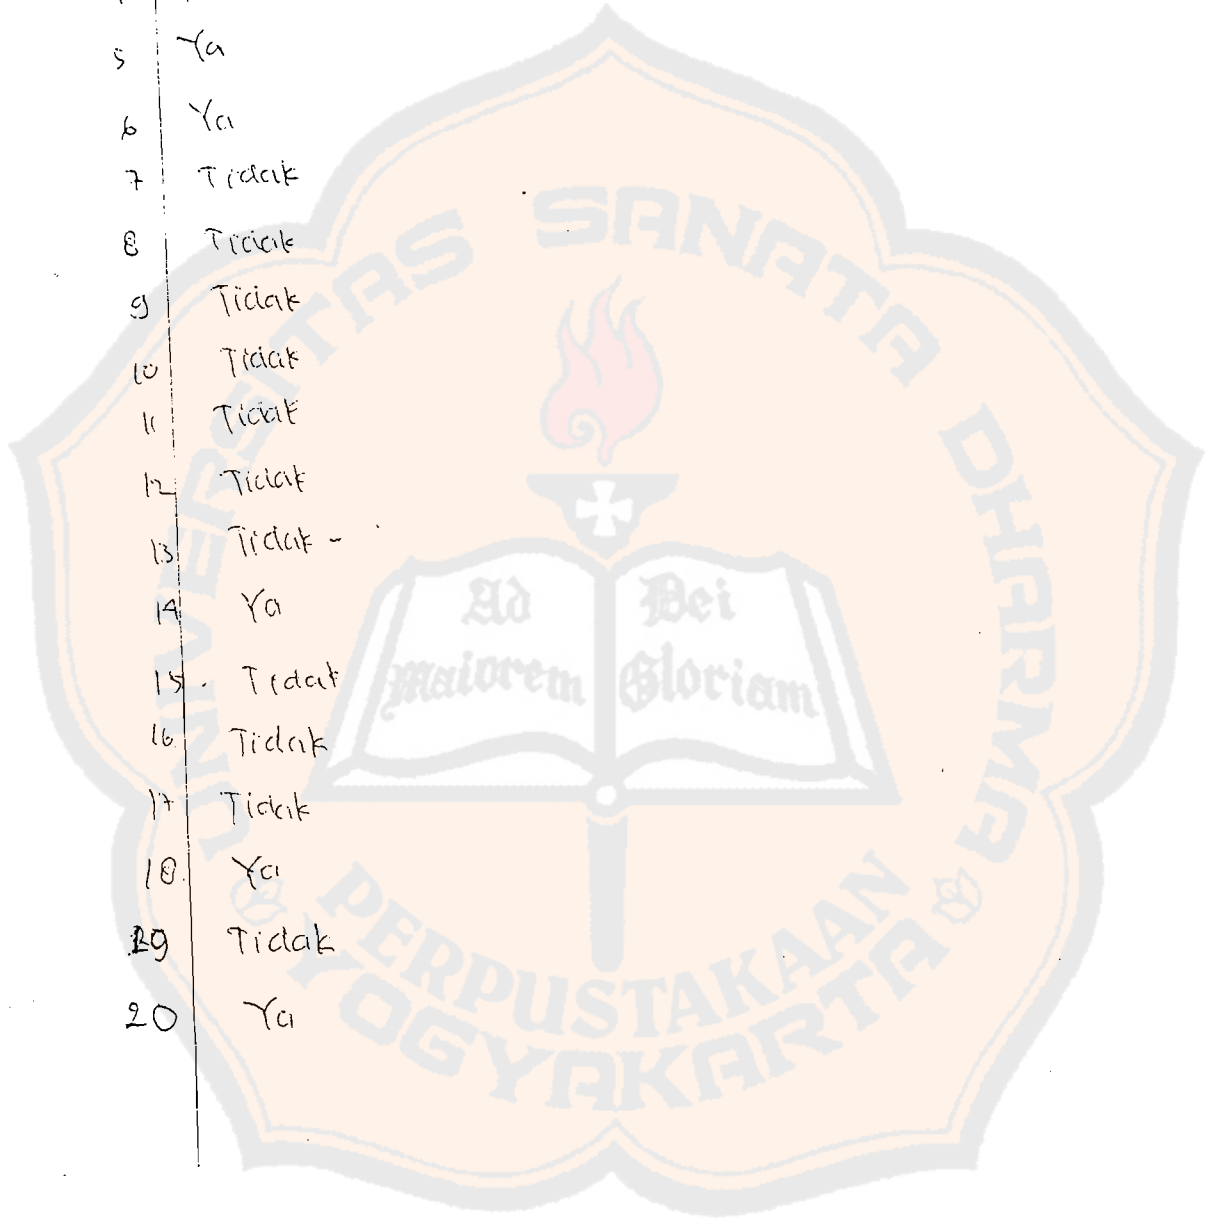 5 Ya
6 Ya
7 Tidak
8 Tidak
9 Tidak
10 Tidak
11 Tidak
12 Tidak
13 Tidak -
14 Ya
15. Tidak
16. Tidak
17 Tidak
18. Ya
19 Tidak
20 Ya
UNIVERSITAS SANATA DHARMA
Ad Dei
maiorem Gloriam
PERPUSTAKAAN
YOGYAKARTA